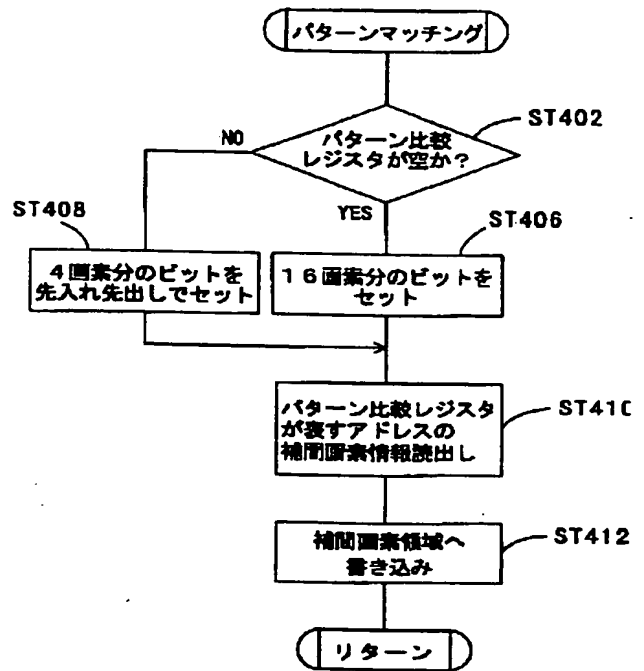 パターンマッチング
ST402
パターン比較
レジスタが空か?
NO
YES
ST408
ST406
4画素分のビットを
先入れ先出しでセット
16画素分のビットを
セット
パターン比較レジスタ
が表すアドレスの
補間画素情報読出し
ST410
補間画素領域へ
書き込み
ST412
リターン